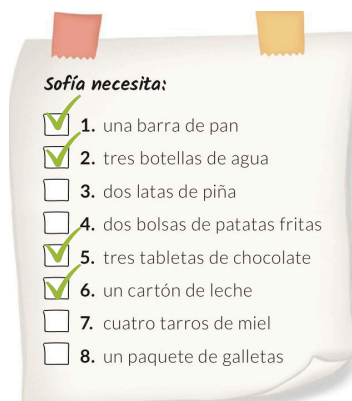 Sofía necesita:
1. una barra de pan
2. tres botellas de agua
3. dos latas de piña
4. dos bolsas de patatas fritas
5. tres tabletas de chocolate
6. un cartón de leche
7. cuatro tarros de miel
8. un paquete de galletas